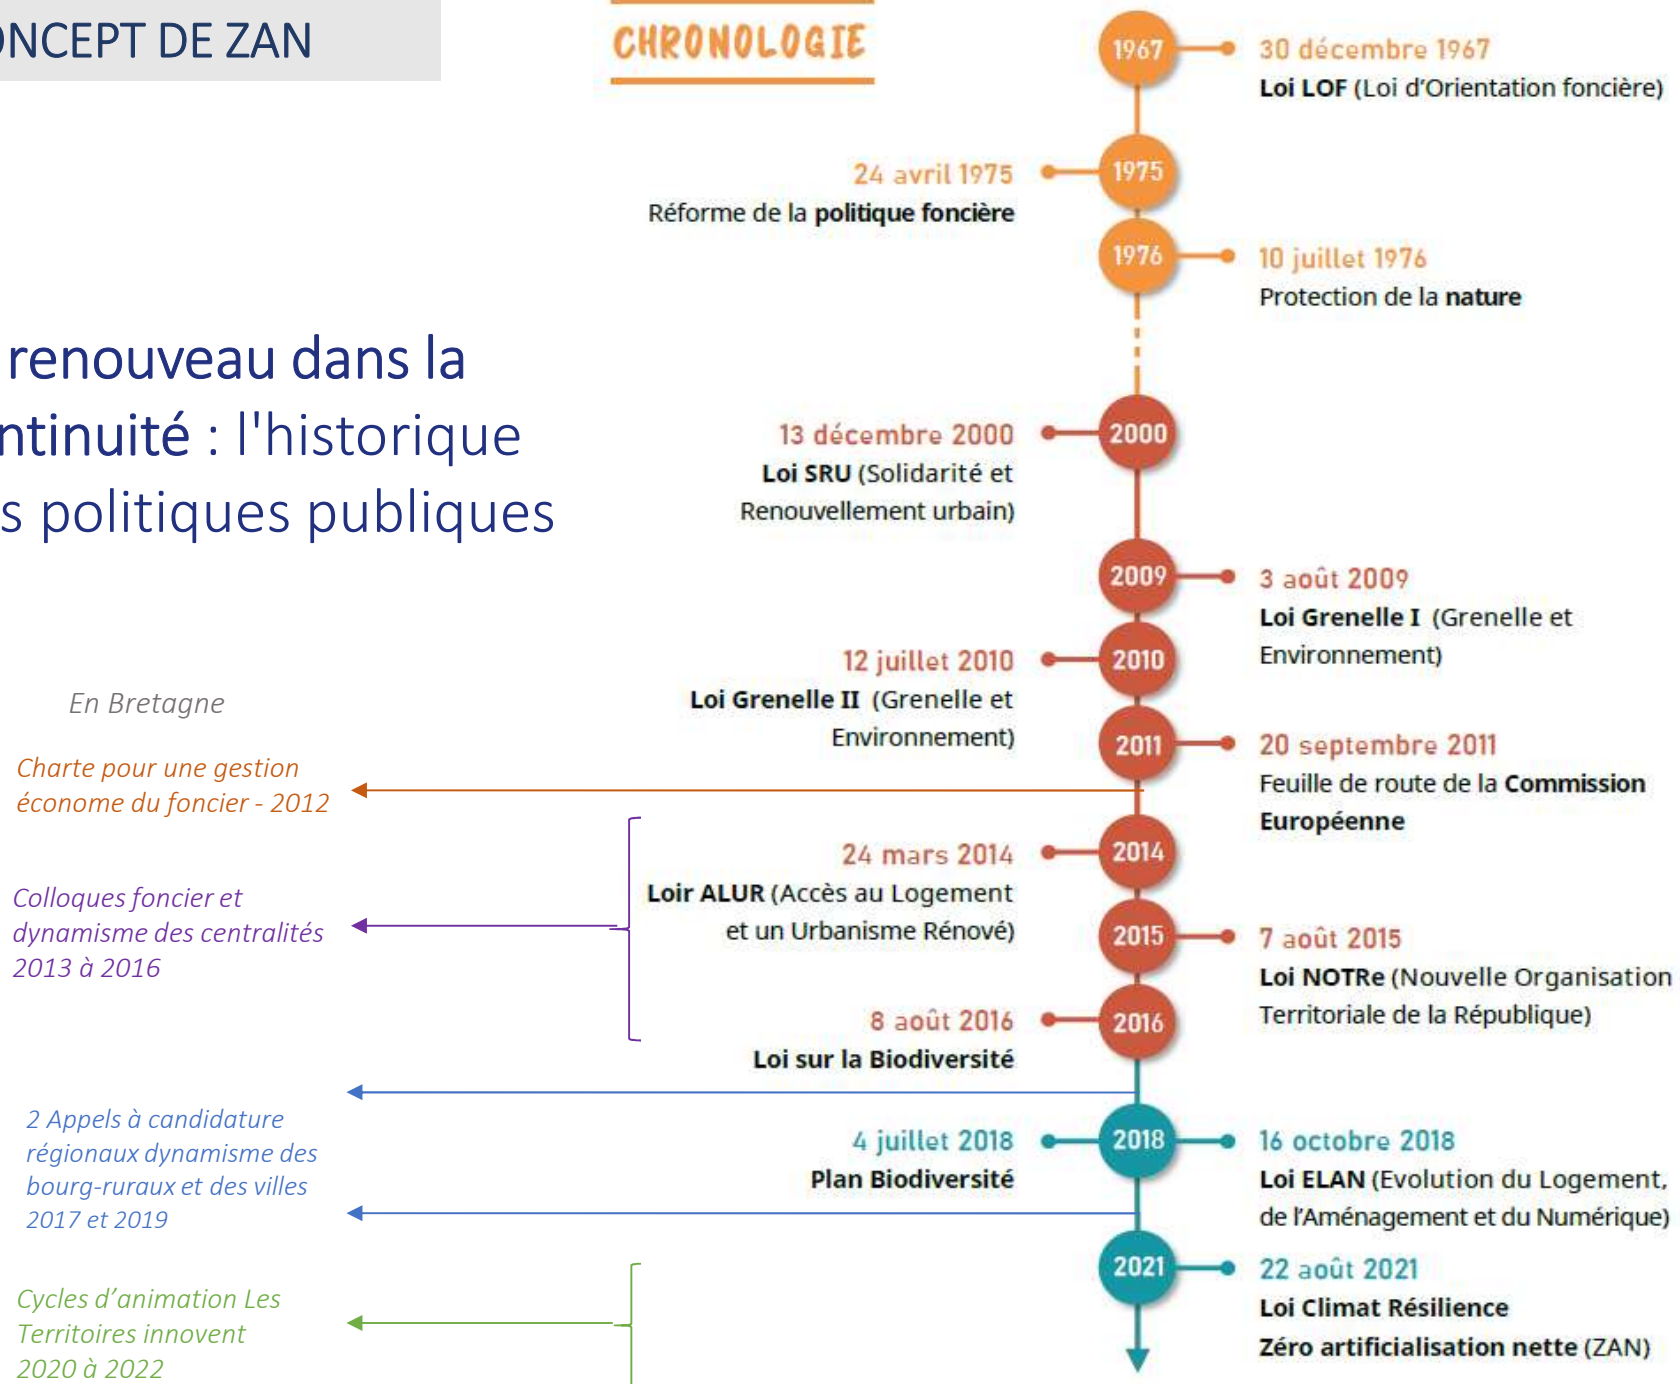 ONCEPT DE ZAN
CHRONOLOGIE
renouveau dans la
ntinuité : l'historique
s politiques publiques
1967
30 décembre 1967
Loi LOF (Loi d'Orientation foncière)
24 avril 1975
1975
Réforme de la politique foncière
1976
10 juillet 1976
Protection de la nature
13 décembre 2000
2000
Loi SRU (Solidarité et
Renouvellement urbain)
2009
3 août 2009
Loi Grenelle I (Grenelle et
Environnement)
12 juillet 2010
2010
Loi Grenelle II (Grenelle et
Environnement)
2011
20 septembre 2011
Feuille de route de la Commission
Européenne
24 mars 2014
2014
Loir ALUR (Accès au Logement
et un Urbanisme Rénové)
2015
7 août 2015
Loi NOTRe (Nouvelle Organisation
Territoriale de la République)
8 août 2016
2016
Loi sur la Biodiversité
4 juillet 2018
2018
Plan Biodiversité
16 octobre 2018
Loi ELAN (Evolution du Logement,
de l'Aménagement et du Numérique)
2021
22 août 2021
Loi Climat Résilience
Zéro artificialisation nette (ZAN)
En Bretagne
Charte pour une gestion
économe du foncier - 2012
Colloques foncier et
dynamisme des centralités
2013 à 2016
2 Appels à candidature
régionaux dynamisme des
bourg-ruraux et des villes
2017 et 2019
Cycles d'animation Les
Territoires innovent
2020 à 2022